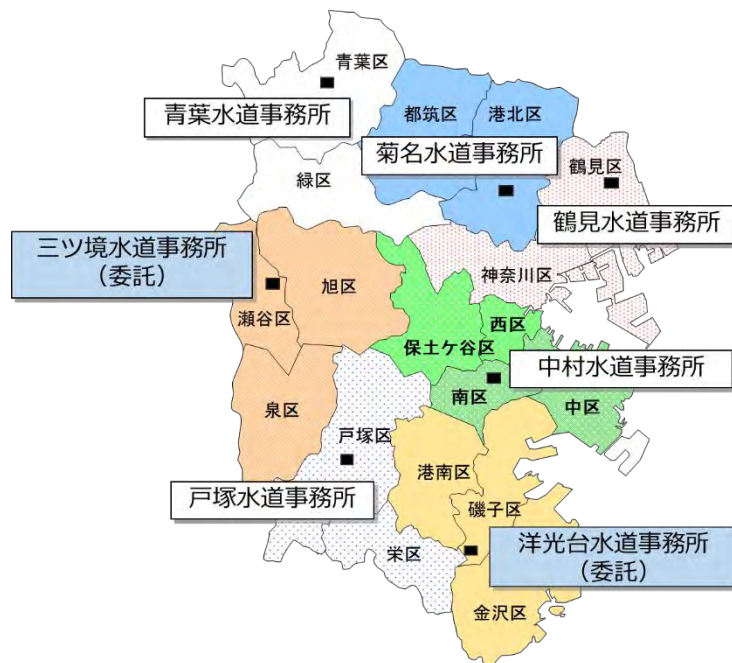 青葉区
青葉水道事務所
都筑区
港北区
菊名水道事務所
鶴見区
緑区
鶴見水道事務所
三ツ境水道事務所
（委託）
旭区
神奈川区
瀬谷区
西区
保土ケ谷区
中村水道事務所
南区
中区
泉区
戸塚区
港南区
戸塚水道事務所
磯子区
洋光台水道事務所
（委託）
栄区
金沢区